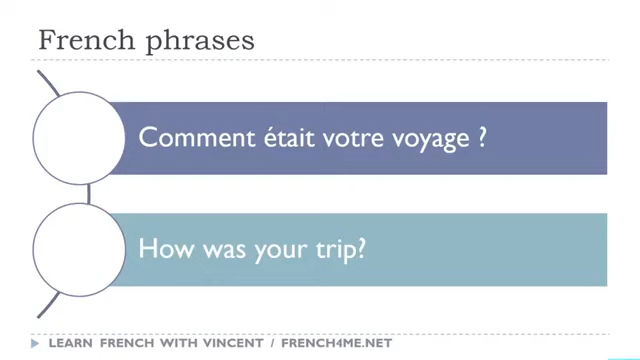 French phrases
Comment était votre voyage ?
How was your trip?
LEARN FRENCH WITH VINCENT / FRENCH4ME.NET